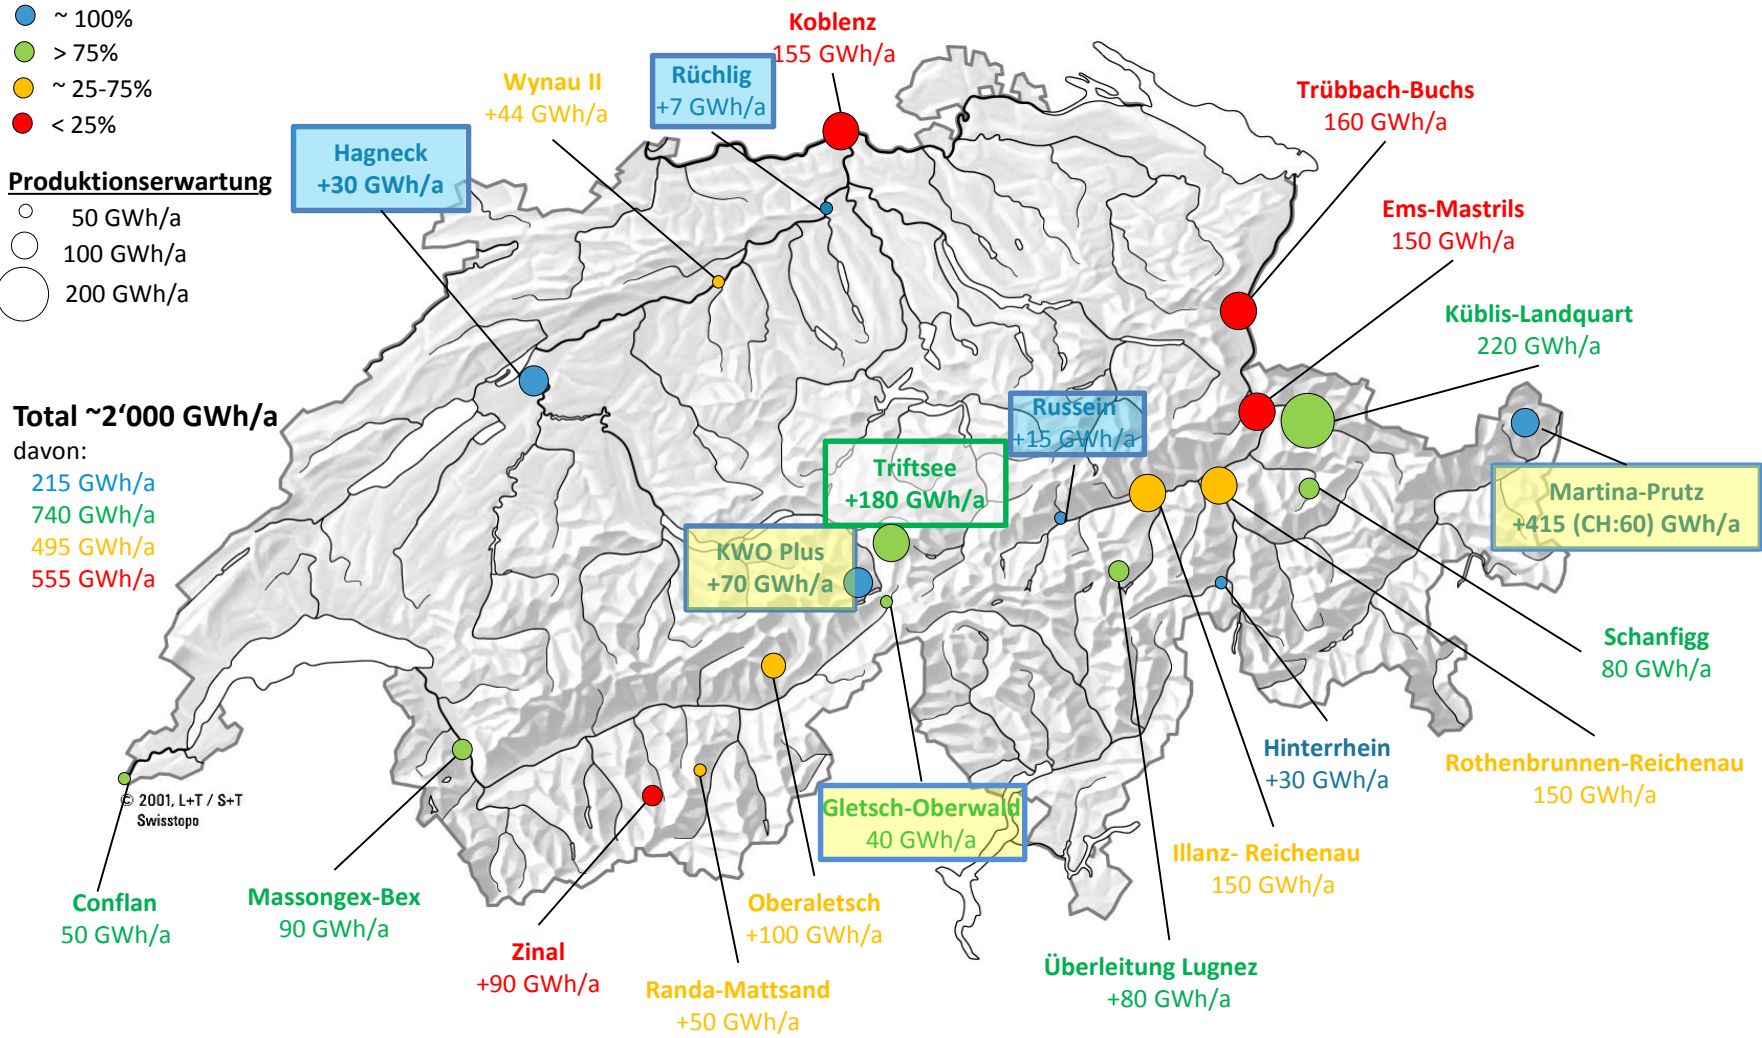 ~ 100%
> 75%
~ 25-75%
< 25%
Produktionserwartung
50 GWh/a
100 GWh/a
200 GWh/a
Total ~2‘000 GWh/a
davon:
215 GWh/a
740 GWh/a
495 GWh/a
555 GWh/a
Koblenz
155 GWh/a
Rüchlig
+7 GWh/a
Wynau II
+44 GWh/a
Hagneck
+30 GWh/a
Trübbach-Buchs
160 GWh/a
Ems-Mastrils
150 GWh/a
Küblis-Landquart
220 GWh/a
Russein
+15 GWh/a
Triftsee
+180 GWh/a
Martina-Prutz
+415 (CH:60) GWh/a
KWO Plus
+70 GWh/a
Schanfigg
80 GWh/a
Hinterrhein
+30 GWh/a
Rothenbrunnen-Reichenau
150 GWh/a
© 2001, L+T / S+T
Swisstopo
Gletsch-Oberwald
40 GWh/a
Illanz- Reichenau
150 GWh/a
Conflan
50 GWh/a
Massongex-Bex
90 GWh/a
Oberaletsch
+100 GWh/a
Zinal
+90 GWh/a
Randa-Mattsand
+50 GWh/a
Überleitung Lugnez
+80 GWh/a